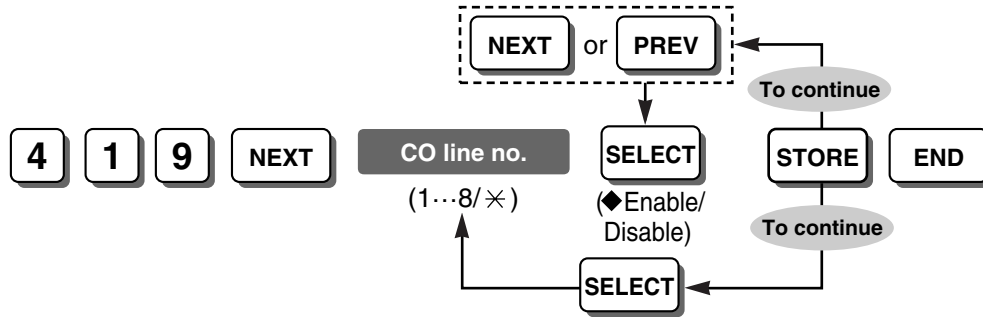 NEXT or PREV
To continue
4 1 9 NEXT CO line no. SELECT STORE END
(1···8/✳) (◆Enable/
Disable)
To continue
SELECT